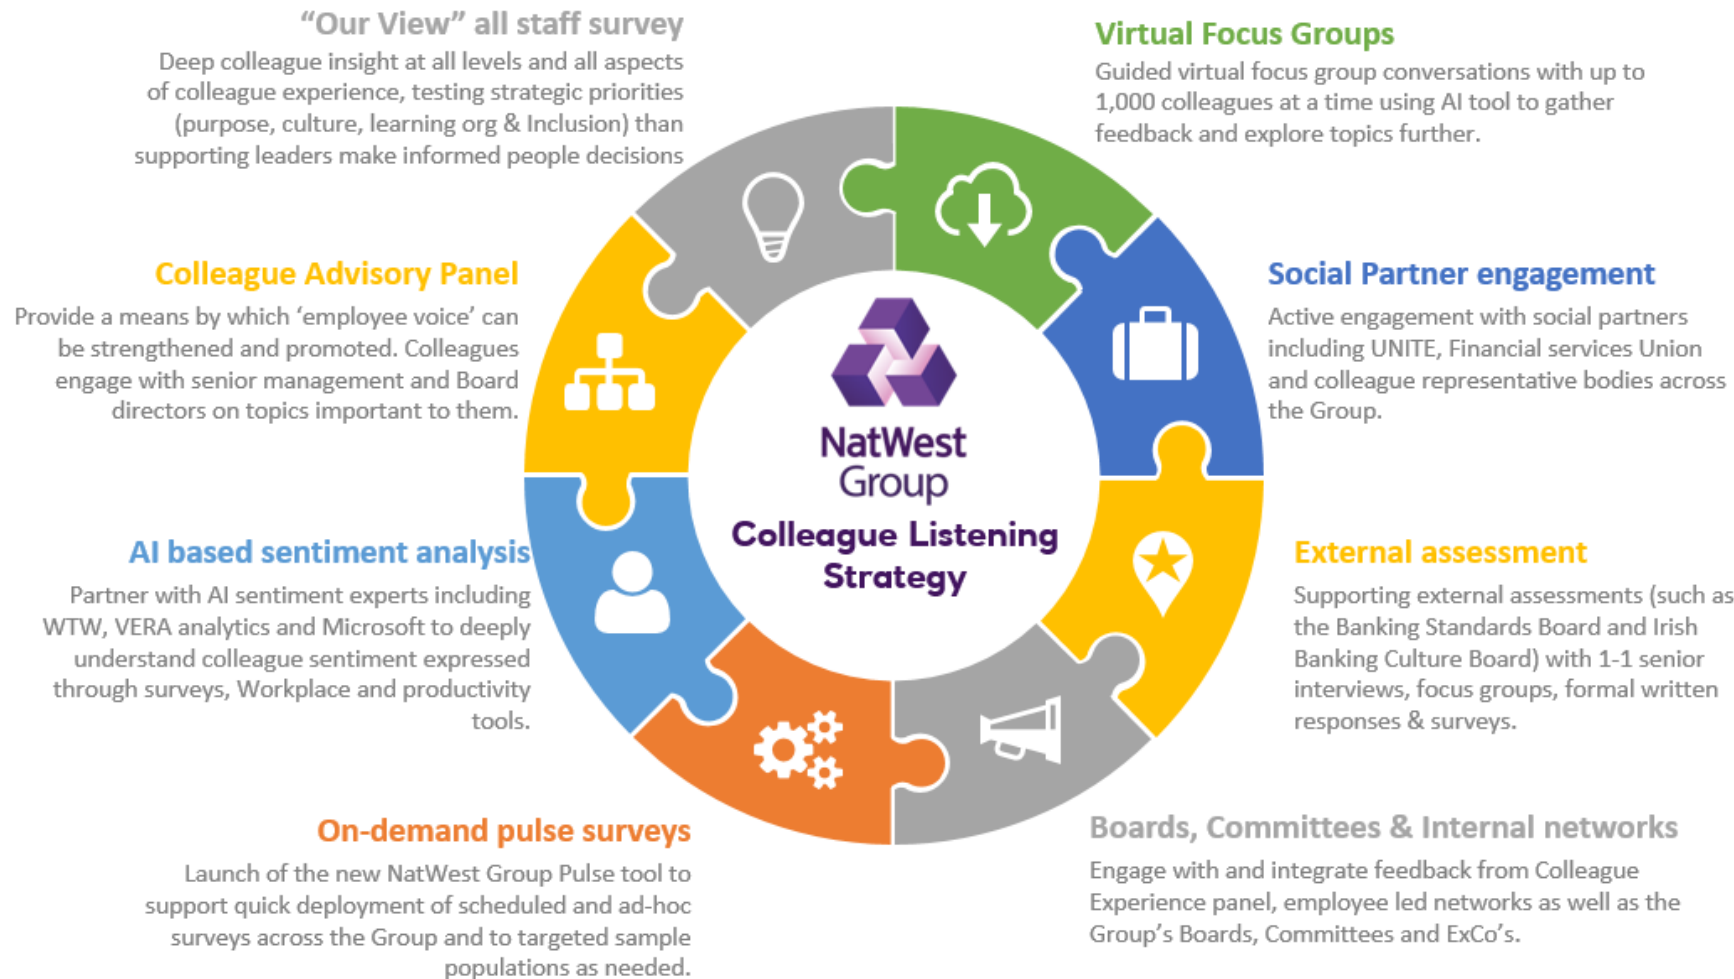 “Our View” all staff survey
Deep colleague insight at all levels and all aspects
of colleague experience, testing strategic priorities
(purpose, culture, learning org & Inclusion) than
supporting leaders make informed people decisions
Virtual Focus Groups
Guided virtual focus group conversations with up to
1,000 colleagues at a time using AI tool to gather
feedback and explore topics further.
Colleague Advisory Panel
Provide a means by which ‘employee voice’ can
be strengthened and promoted. Colleagues
engage with senior management and Board
directors on topics important to them.
Social Partner engagement
Active engagement with social partners
including UNITE, Financial services Union
and colleague representative bodies across
the Group.
NatWest
Group
Colleague Listening
Strategy
AI based sentiment analysis
Partner with AI sentiment experts including
WTW, VERA analytics and Microsoft to deeply
understand colleague sentiment expressed
through surveys, Workplace and productivity
tools.
External assessment
Supporting external assessments (such as
the Banking Standards Board and Irish
Banking Culture Board) with 1-1 senior
interviews, focus groups, formal written
responses & surveys.
On-demand pulse surveys
Launch of the new NatWest Group Pulse tool to
support quick deployment of scheduled and ad-hoc
surveys across the Group and to targeted sample
populations as needed.
Boards, Committees & Internal networks
Engage with and integrate feedback from Colleague
Experience panel, employee led networks as well as the
Group’s Boards, Committees and ExCo’s.